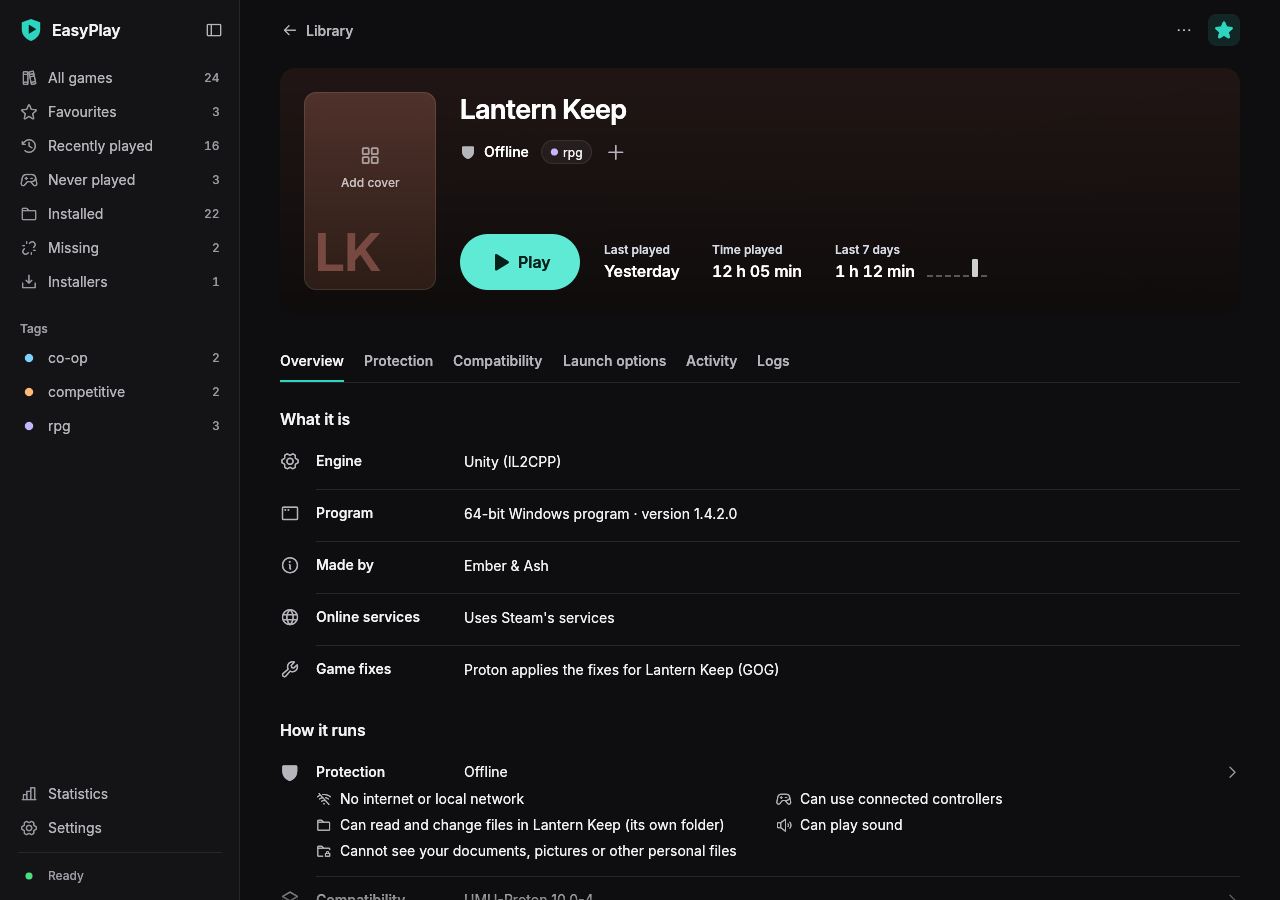 EasyPlay
All games 24
Favourites 3
Recently played 16
Never played 3
Installed 22
Missing 2
Installers 1
Tags
co-op 2
competitive 2
rpg 3
Statistics
Settings
Ready
Library
Add cover
LK
Lantern Keep
Offline rpg
Play
Last played
Yesterday
Time played
12 h 05 min
Last 7 days
1 h 12 min
Overview Protection Compatibility Launch options Activity Logs
What it is
Engine Unity (IL2CPP)
Program 64-bit Windows program · version 1.4.2.0
Made by Ember & Ash
Online services Uses Steam's services
Game fixes Proton applies the fixes for Lantern Keep (GOG)
How it runs
Protection Offline
No internet or local network
Can use connected controllers
Can read and change files in Lantern Keep (its own folder)
Can play sound
Cannot see your documents, pictures or other personal files
Compatibility UMU-Proton 10.0-4